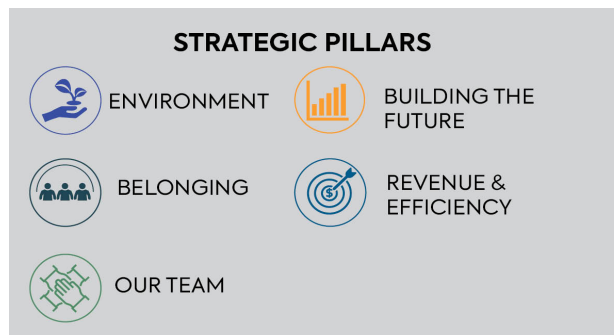 STRATEGIC PILLARS
ENVIRONMENT
BUILDING THE
FUTURE
BELONGING
REVENUE &
EFFICIENCY
OUR TEAM
$